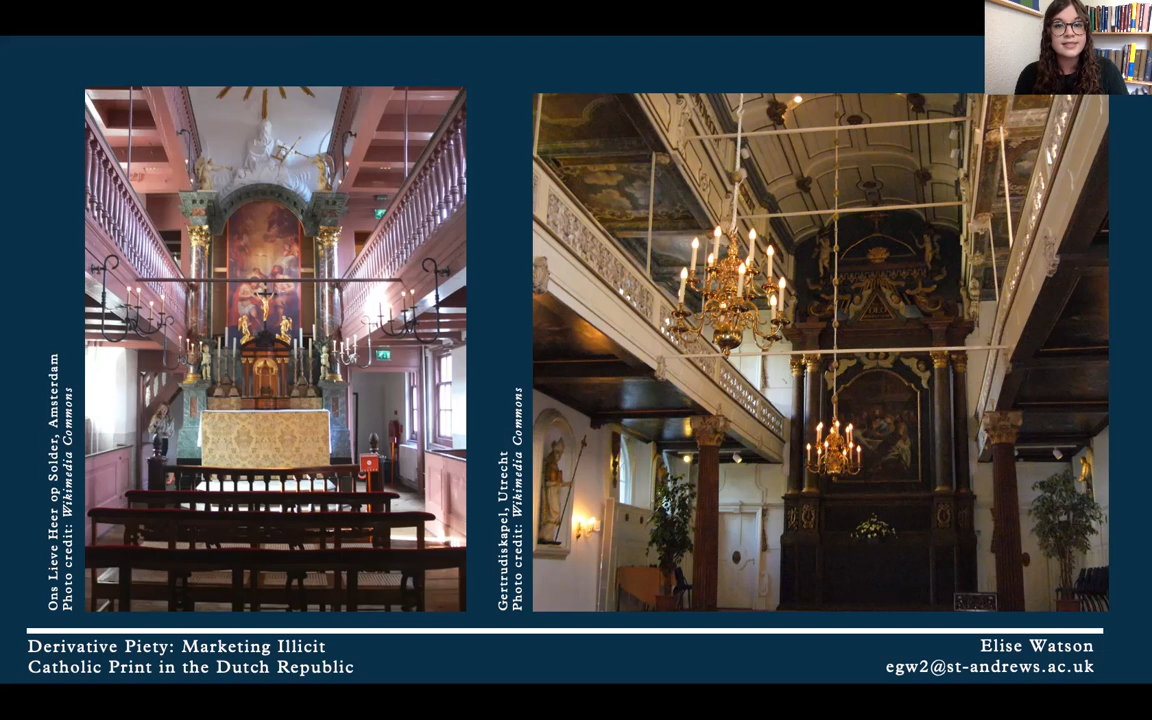 Ons Lieve Heer op Solder, Amsterdam
Photo credit: Wikimedia Commons
Gertrudiskapel, Utrecht
Photo credit: Wikimedia Commons
Derivative Piety: Marketing Illicit
Catholic Print in the Dutch Republic
Elise Watson
egw2@st-andrews.ac.uk